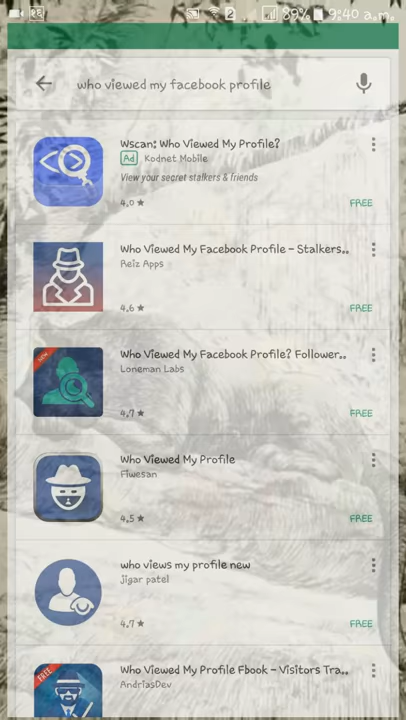 89% 9:40 a.m.
who viewed my facebook profile
Wscan: Who Viewed My Profile?
Ad Kodnet Mobile
View your secret stalkers & friends
4,0 ★ FREE
Who Viewed My Facebook Profile - Stalkers..
Reiz Apps
4,6 ★ FREE
NEW
Who Viewed My Facebook Profile? Follower..
Loneman Labs
4,7 ★ FREE
Who Viewed My Profile
Fiwesan
4,5 ★ FREE
who views my profile new
jigar patel
4,7 ★ FREE
FREE
Who Viewed My Profile Fbook - Visitors Tra..
AndriasDev